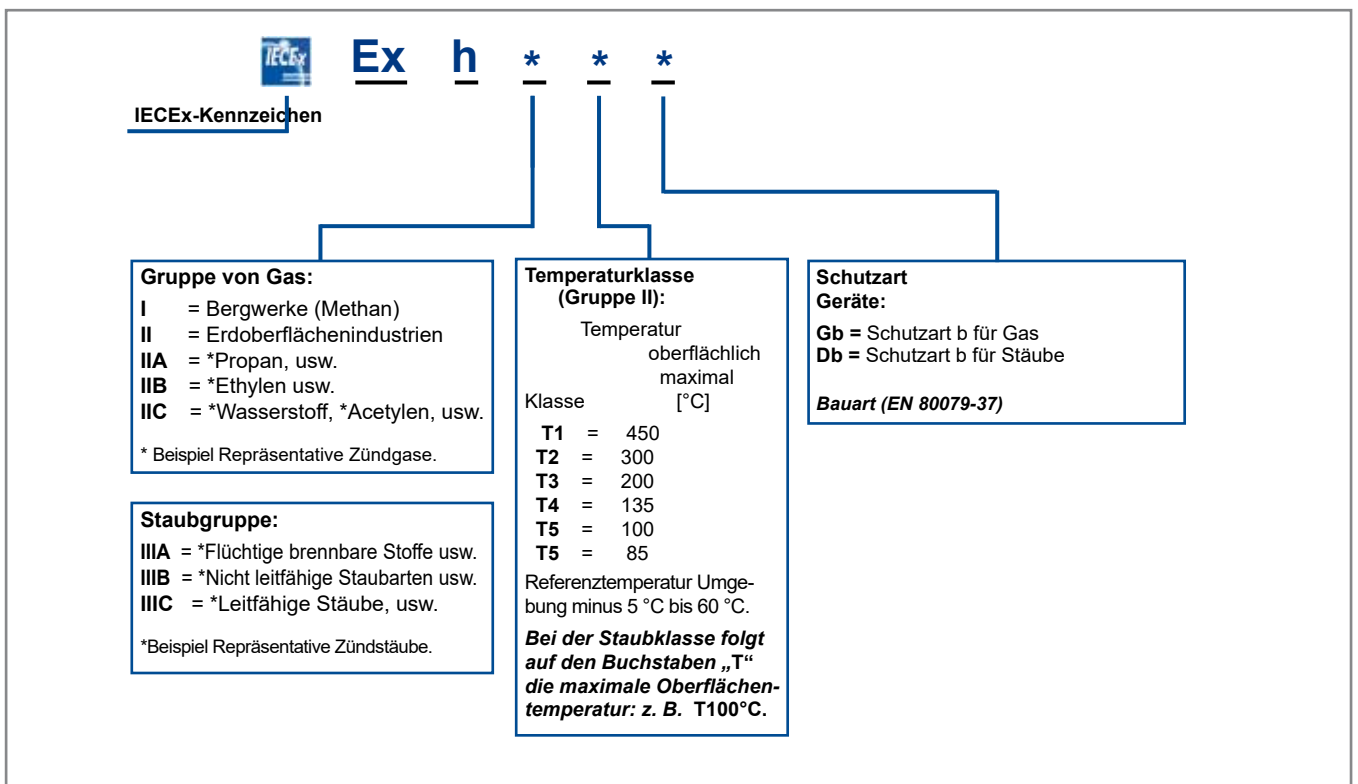 IECEx Ex h * * *
IECEx-Kennzeichen
Gruppe von Gas:
I = Bergwerke (Methan)
II = Erdoberflächenindustrien
IIA = *Propan, usw.
IIB = *Ethylen usw.
IIC = *Wasserstoff, *Acetylen, usw.
* Beispiel Repräsentative Zündgase.
Staubgruppe:
IIIA = *Flüchtige brennbare Stoffe usw.
IIIB = *Nicht leitfähige Staubarten usw.
IIIC = *Leitfähige Stäube, usw.
*Beispiel Repräsentative Zündstäube.
Temperaturklasse
(Gruppe II):
Temperatur
oberflächlich
maximal
Klasse [°C]
T1 = 450
T2 = 300
T3 = 200
T4 = 135
T5 = 100
T5 = 85
Referenztemperatur Umge-
bung minus 5 °C bis 60 °C.
Bei der Staubklasse folgt
auf den Buchstaben „T“
die maximale Oberflächen-
temperatur: z. B. T100°C.
Schutzart
Geräte:
Gb = Schutzart b für Gas
Db = Schutzart b für Stäube
Bauart (EN 80079-37)